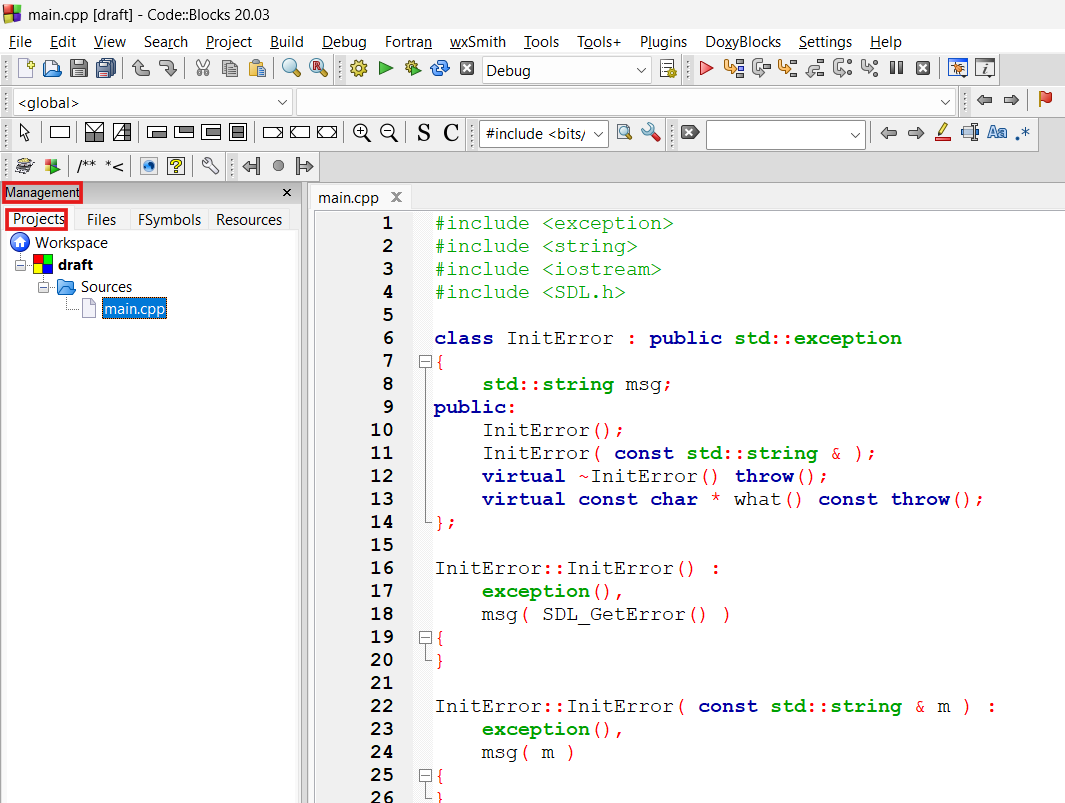 main.cpp [draft] - Code::Blocks 20.03
File Edit View Search Project Build Debug Fortran wxSmith Tools Tools+ Plugins DoxyBlocks Settings Help
Debug
<global>
S C #include <bits/ Aa .*
/** *<
Management
Projects Files FSymbols Resources
Workspace
draft
Sources
main.cpp
main.cpp
1 #include <exception>
2 #include <string>
3 #include <iostream>
4 #include <SDL.h>
5
6 class InitError : public std::exception
7 {
8 std::string msg;
9 public:
10 InitError();
11 InitError( const std::string & );
12 virtual ~InitError() throw();
13 virtual const char * what() const throw();
14 };
15
16 InitError::InitError() :
17 exception(),
18 msg( SDL_GetError() )
19 {
20 }
21
22 InitError::InitError( const std::string & m ) :
23 exception(),
24 msg( m )
25 {
26 }